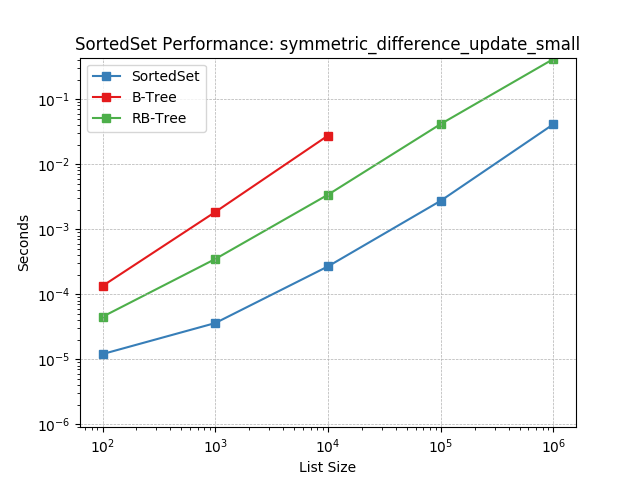 SortedSet Performance: symmetric_difference_update_small
SortedSet
B-Tree
RB-Tree
Seconds
10⁻¹
10⁻²
10⁻³
10⁻⁴
10⁻⁵
10⁻⁶
10² 10³ 10⁴ 10⁵ 10⁶
List Size